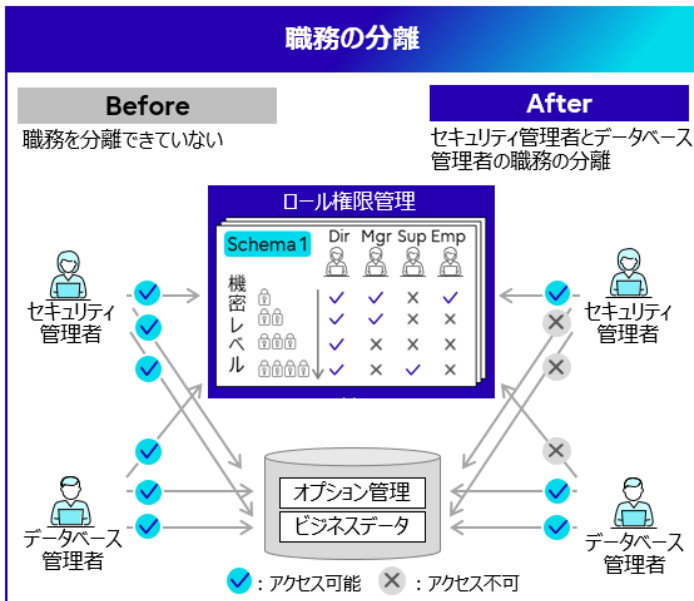 職務の分離
Before
職務を分離できていない
After
セキュリティ管理者とデータベース
管理者の職務の分離
ロール権限管理
Schema1
Dir Mgr Sup Emp
機密レベル
セキュリティ
管理者
セキュリティ
管理者
オプション管理
ビジネスデータ
データベース
管理者
データベース
管理者
：アクセス可能
：アクセス不可